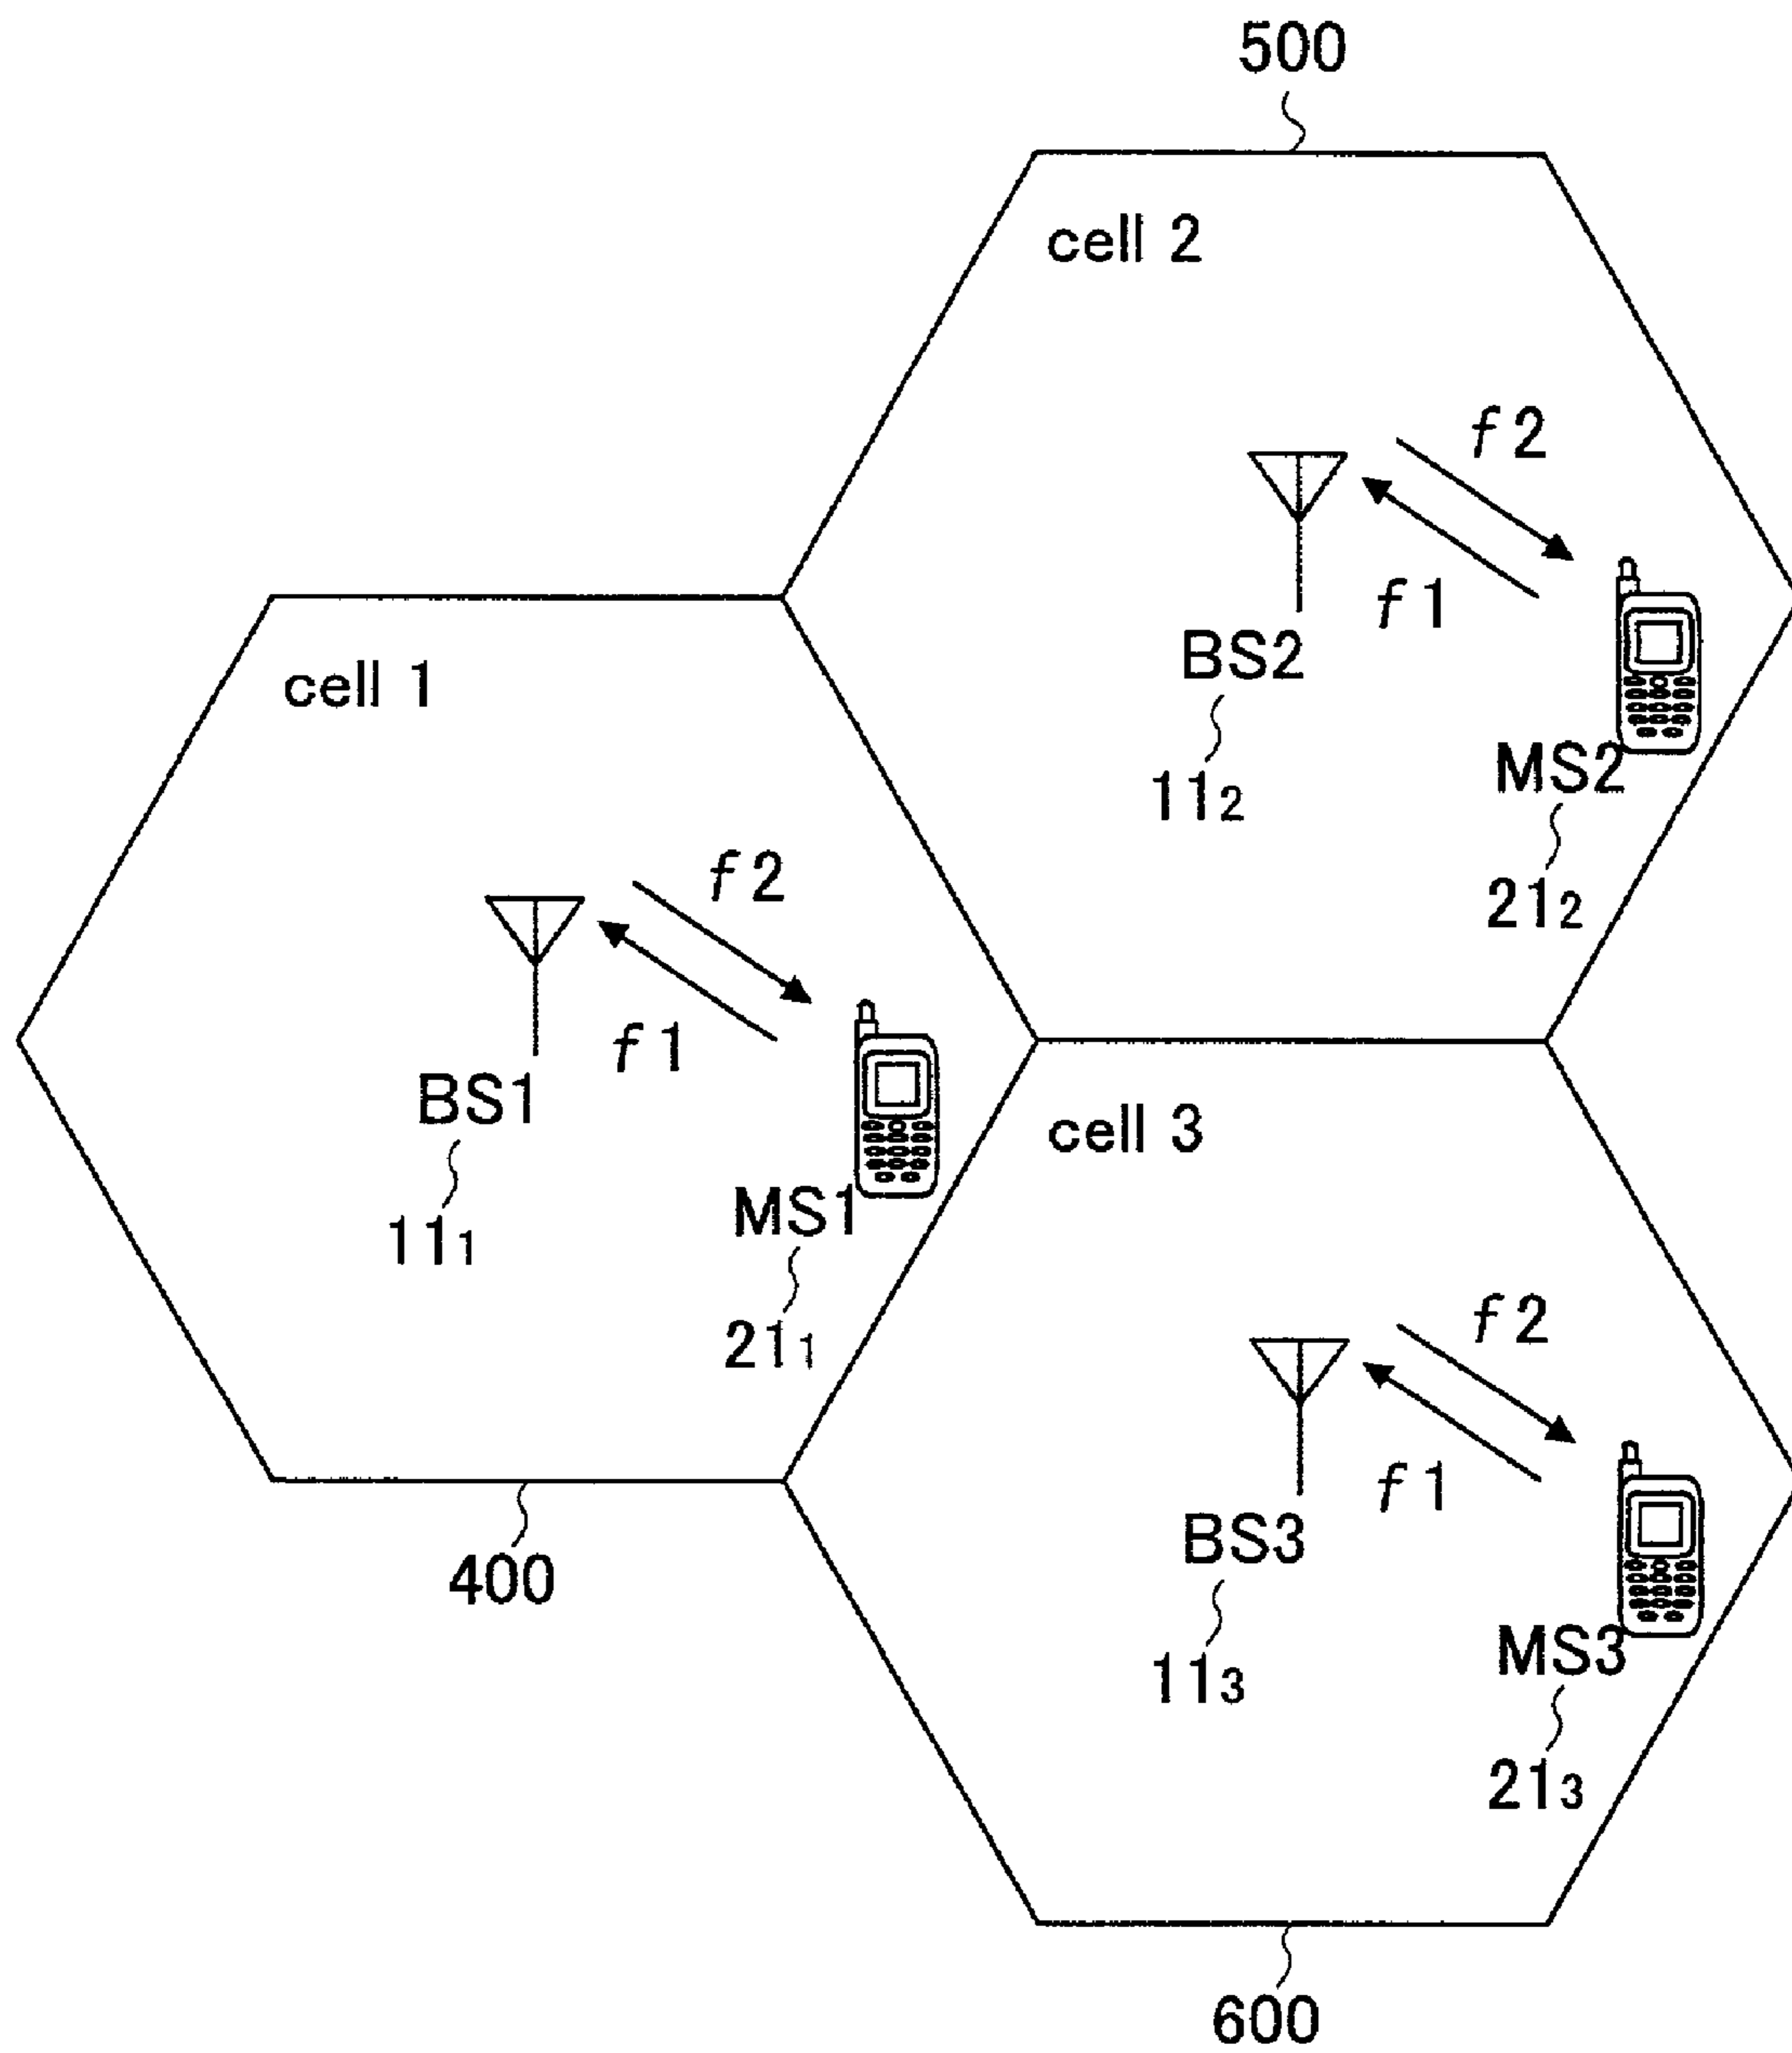 500
cell 2
f2
f1
BS2
11₂
MS2
21₂
cell 1
f2
f1
BS1
11₁
MS1
21₁
400
cell 3
f2
f1
BS3
11₃
MS3
21₃
600